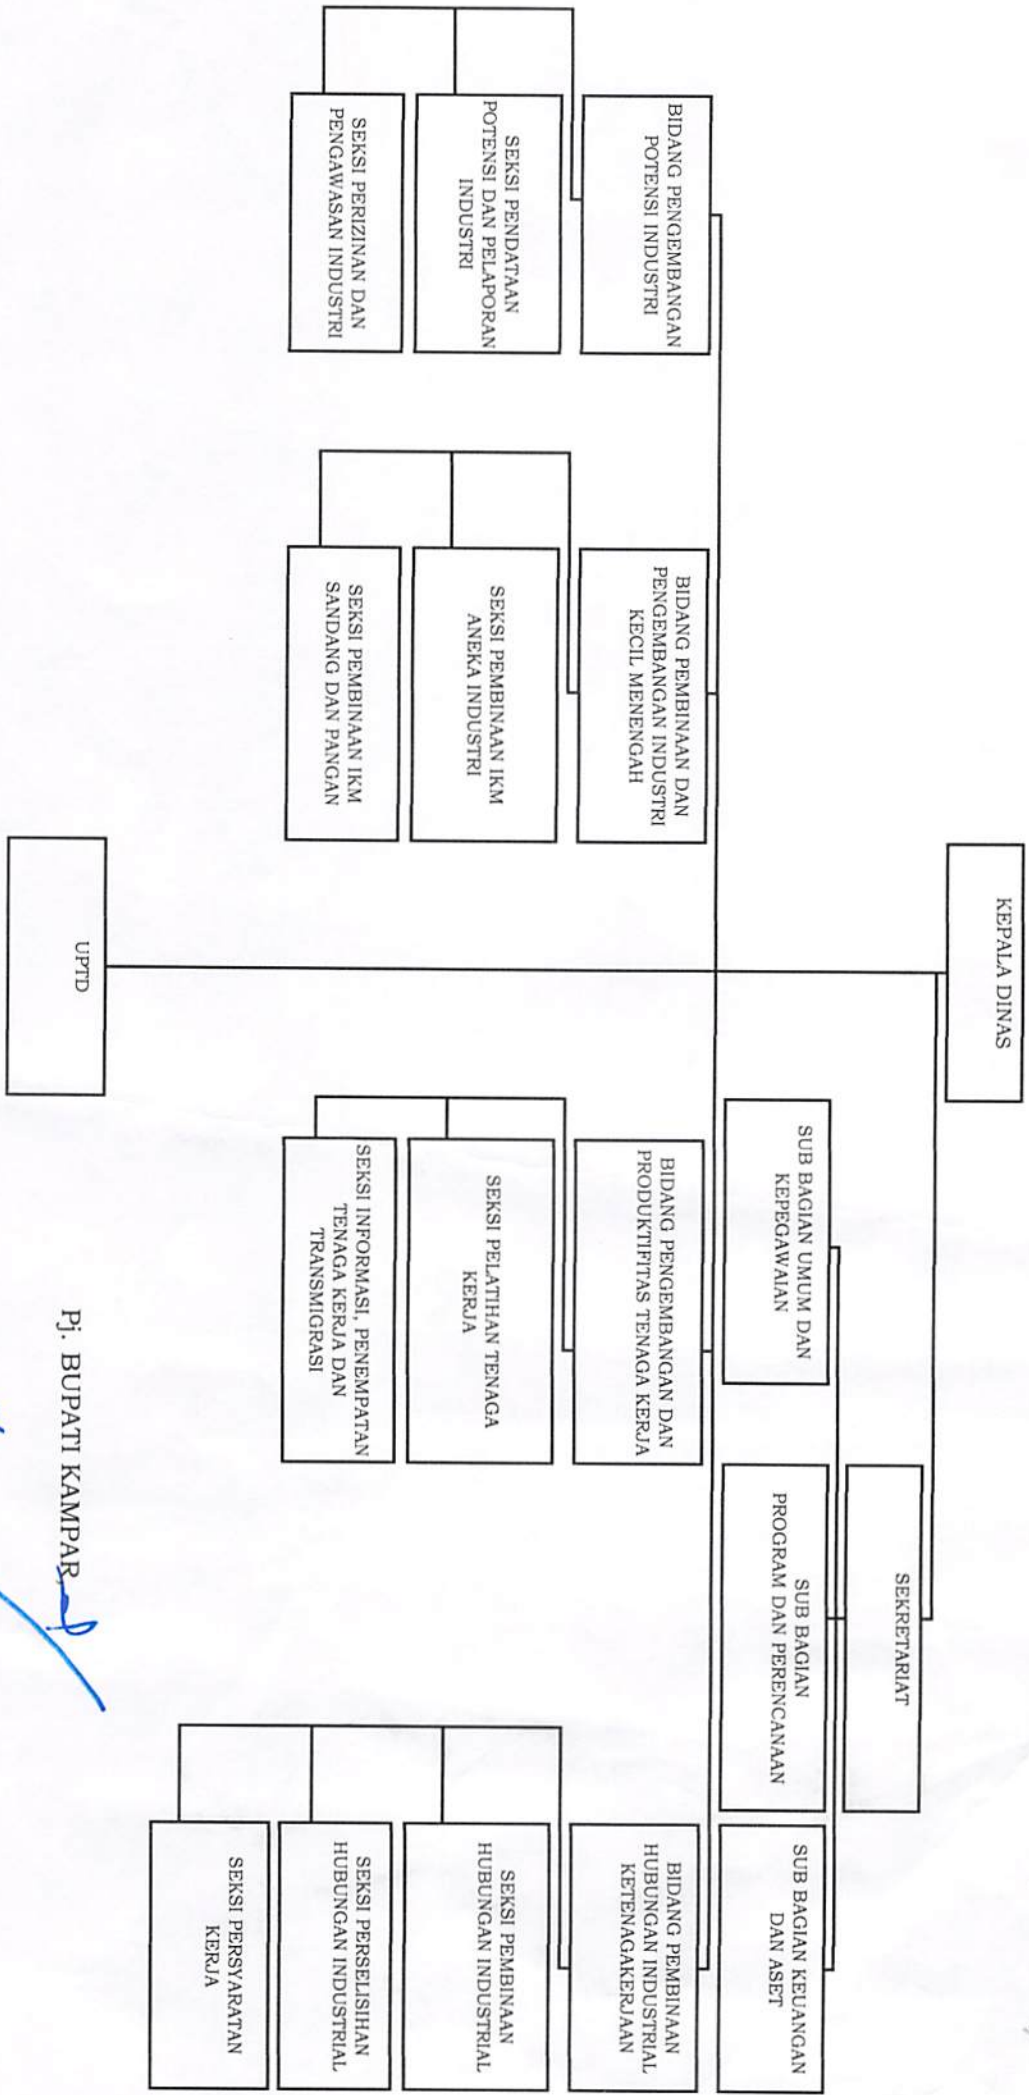 KEPALA DINAS
SEKRETARIAT
SUB BAGIAN UMUM DAN
KEPEGAWAIAN
SUB BAGIAN
PROGRAM DAN PERENCANAAN
SUB BAGIAN KEUANGAN
DAN ASET
BIDANG PENGEMBANGAN
POTENSI INDUSTRI
SEKSI PENDATAAN
POTENSI DAN PELAPORAN
INDUSTRI
SEKSI PERIZINAN DAN
PENGAWASAN INDUSTRI
BIDANG PEMBINAAN DAN
PENGEMBANGAN INDUSTRI
KECIL MENENGAH
SEKSI PEMBINAAN IKM
ANEKA INDUSTRI
SEKSI PEMBINAAN IKM
SANDANG DAN PANGAN
BIDANG PENGEMBANGAN DAN
PRODUKTIFITAS TENAGA KERJA
SEKSI PELATIHAN TENAGA
KERJA
SEKSI INFORMASI, PENEMPATAN
TENAGA KERJA DAN
TRANSMIGRASI
BIDANG PEMBINAAN
HUBUNGAN INDUSTRIAL
KETENAGAKERJAAN
SEKSI PEMBINAAN
HUBUNGAN INDUSTRIAL
SEKSI PERSELISIHAN
HUBUNGAN INDUSTRIAL
SEKSI PERSYARATAN
KERJA
UPTD
Pj. BUPATI KAMPAR,